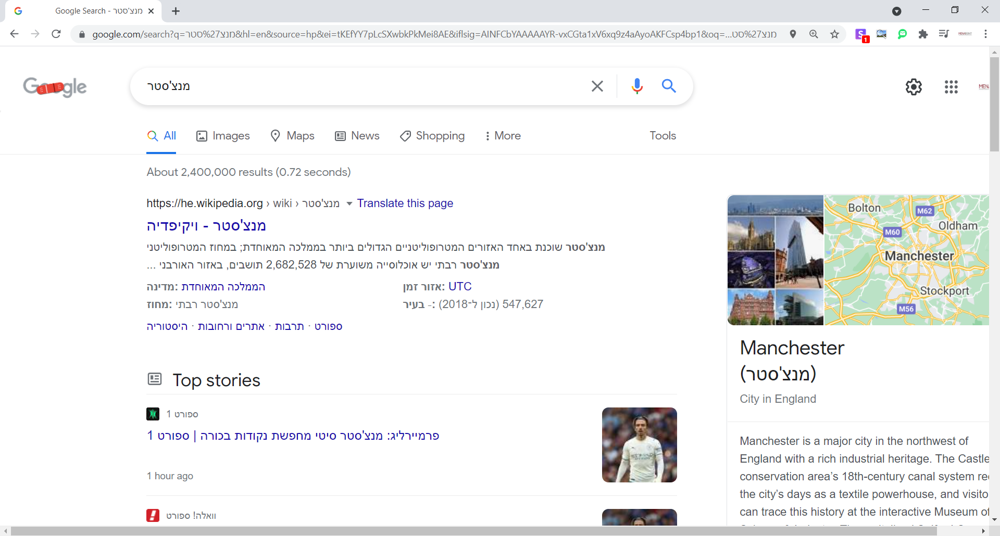 Google Search - מנצ'סטר
google.com/search?q=מנצ%27סטר&hl=en&source=hp&ei=tKEfYY7pLcSXwbkPkMei8AE&iflsig=AINFCbYAAAAAYR-vxCGta1xV6xq9z4aAyoAKFCsp4bp1&oq=...מנצ%27סט
1
Google
מנצ'סטר
All Images Maps News Shopping More Tools
About 2,400,000 results (0.72 seconds)
https://he.wikipedia.org › wiki › מנצ'סטר Translate this page
מנצ'סטר - ויקיפדיה
מנצ'סטר שוכנת באחד האזורים המטרופוליטניים הגדולים ביותר בממלכה המאוחדת; במחוז המטרופוליטני
מנצ'סטר רבתי יש אוכלוסייה משוערת של 2,682,528 תושבים, באזור האורבני ...
מדינה: הממלכה המאוחדת
אזור זמן: UTC
מחוז: מנצ'סטר רבתי
- בעיר: 547,627 (נכון ל־2018)
היסטוריה · אתרים ורחובות · תרבות · ספורט
Top stories
ספורט 1
פרמיירליג: מנצ'סטר סיטי מחפשת נקודות בכורה | ספורט 1
1 hour ago
וואלה! ספורט
Bolton
M62
Oldham
M60
Manchester
Stockport
M56
Manchester
(מנצ'סטר)
City in England
Manchester is a major city in the northwest of
England with a rich industrial heritage. The Castle
conservation area's 18th-century canal system
the city's days as a textile powerhouse, and
can trace this history at the interactive Museum